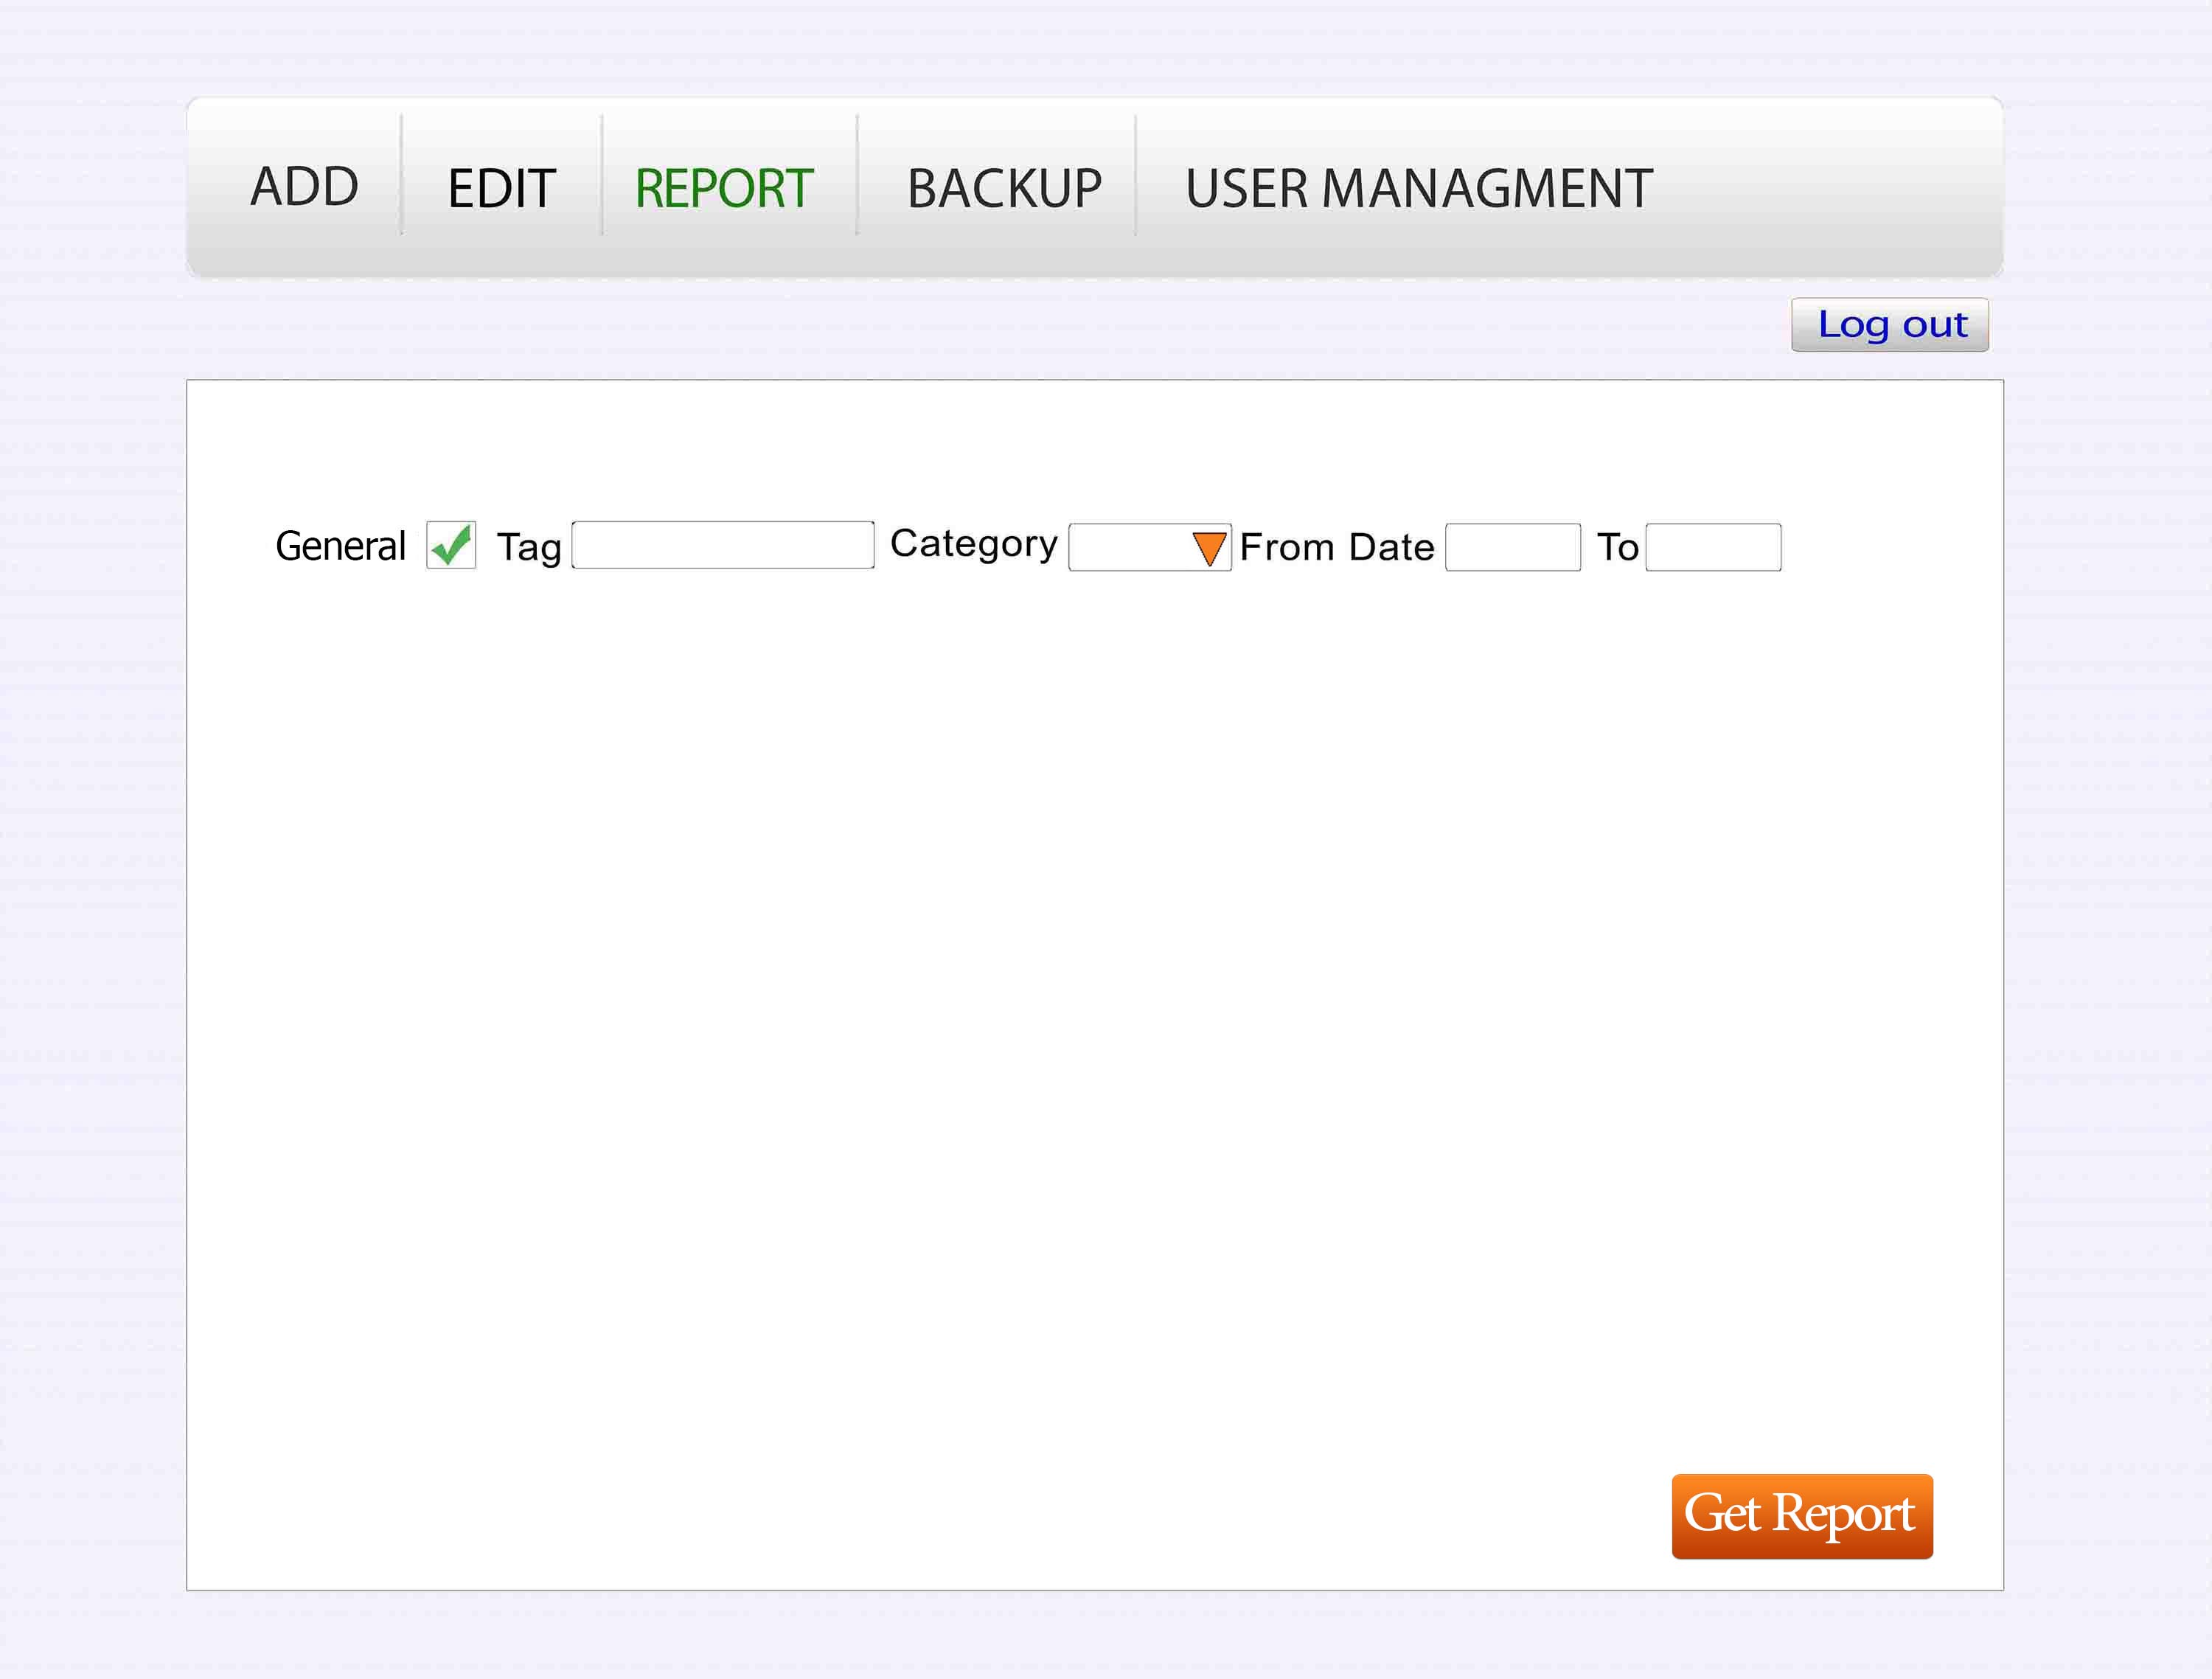 ADD EDIT REPORT BACKUP USER MANAGMENT
Log out
General Tag Category From Date To
Get Report